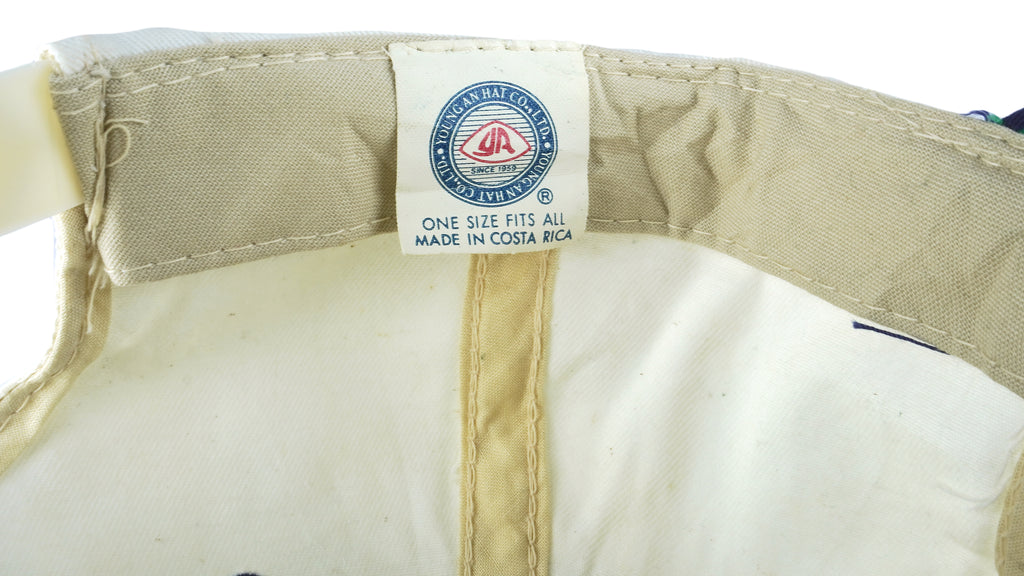 YOUNG AN HAT CO., LTD.
YA
SINCE 1959
YOUNG AN HAT CO., LTD.
®
ONE SIZE FITS ALL
MADE IN COSTA RICA